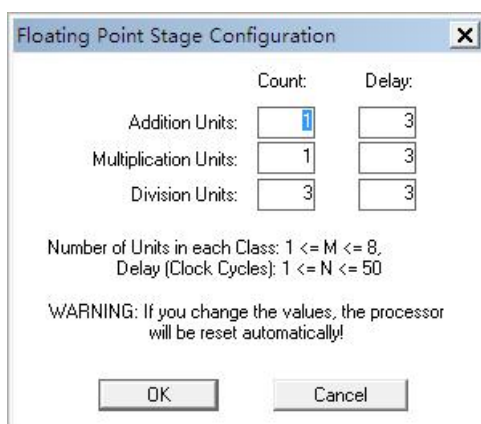 Floating Point Stage Configuration
Count: Delay:
Addition Units: 1 3
Multiplication Units: 1 3
Division Units: 3 3
Number of Units in each Class: 1 <= M <= 8,
Delay (Clock Cycles): 1 <= N <= 50
WARNING: If you change the values, the processor
will be reset automatically!
OK Cancel